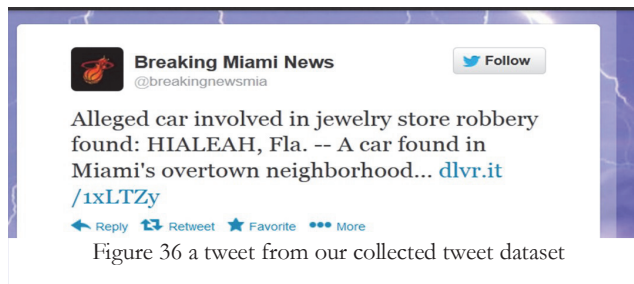 Breaking Miami News
Follow
@breakingnewsmia
Alleged car involved in jewelry store robbery
found: HIALEAH, Fla. -- A car found in
Miami's overtown neighborhood... dlvr.it
/1xLTZy
Reply Retweet Favorite More
Figure 36 a tweet from our collected tweet dataset